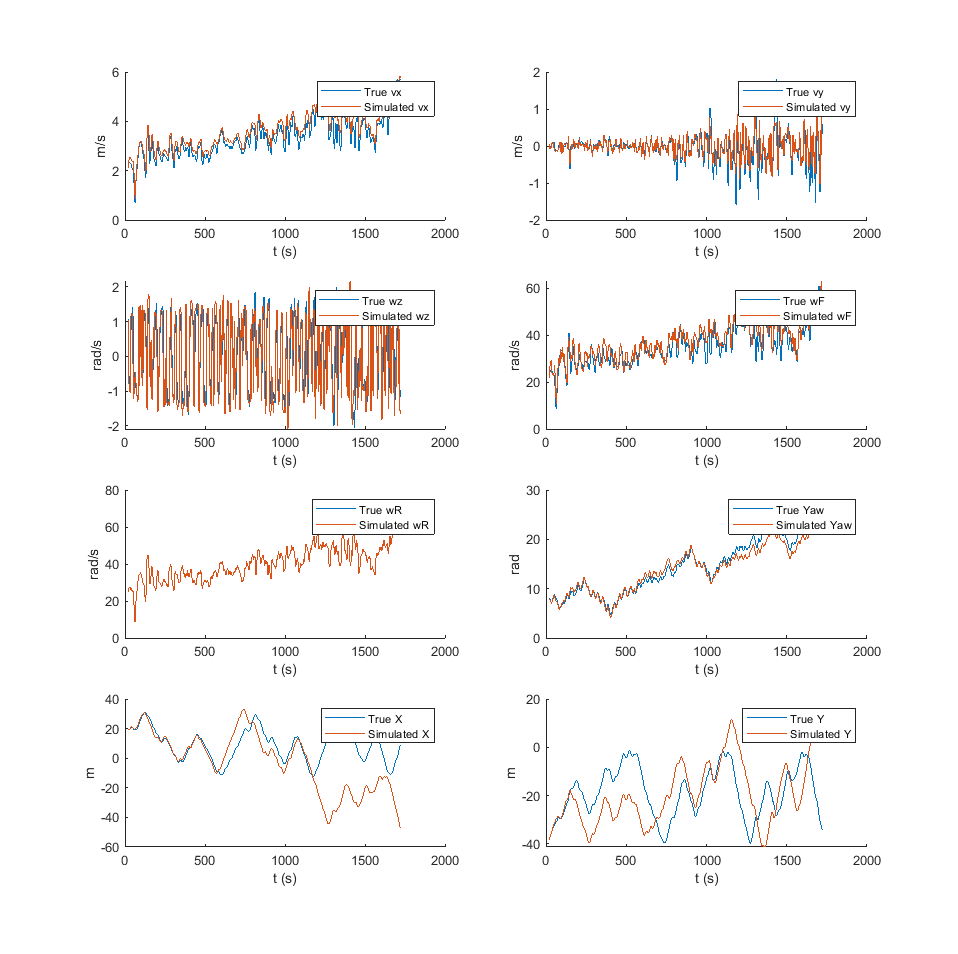 6
4
2
0
m/s
0 500 1000 1500 2000
t (s)
True vx
Simulated vx
2
1
0
-1
-2
m/s
0 500 1000 1500 2000
t (s)
True vy
Simulated vy
2
1
0
-1
-2
rad/s
0 500 1000 1500 2000
t (s)
True wz
Simulated wz
60
40
20
0
rad/s
0 500 1000 1500 2000
t (s)
True wF
Simulated wF
80
60
40
20
0
rad/s
0 500 1000 1500 2000
t (s)
True wR
Simulated wR
30
20
10
0
rad
0 500 1000 1500 2000
t (s)
True Yaw
Simulated Yaw
40
20
0
-20
-40
-60
m
0 500 1000 1500 2000
t (s)
True X
Simulated X
20
0
-20
-40
m
0 500 1000 1500 2000
t (s)
True Y
Simulated Y